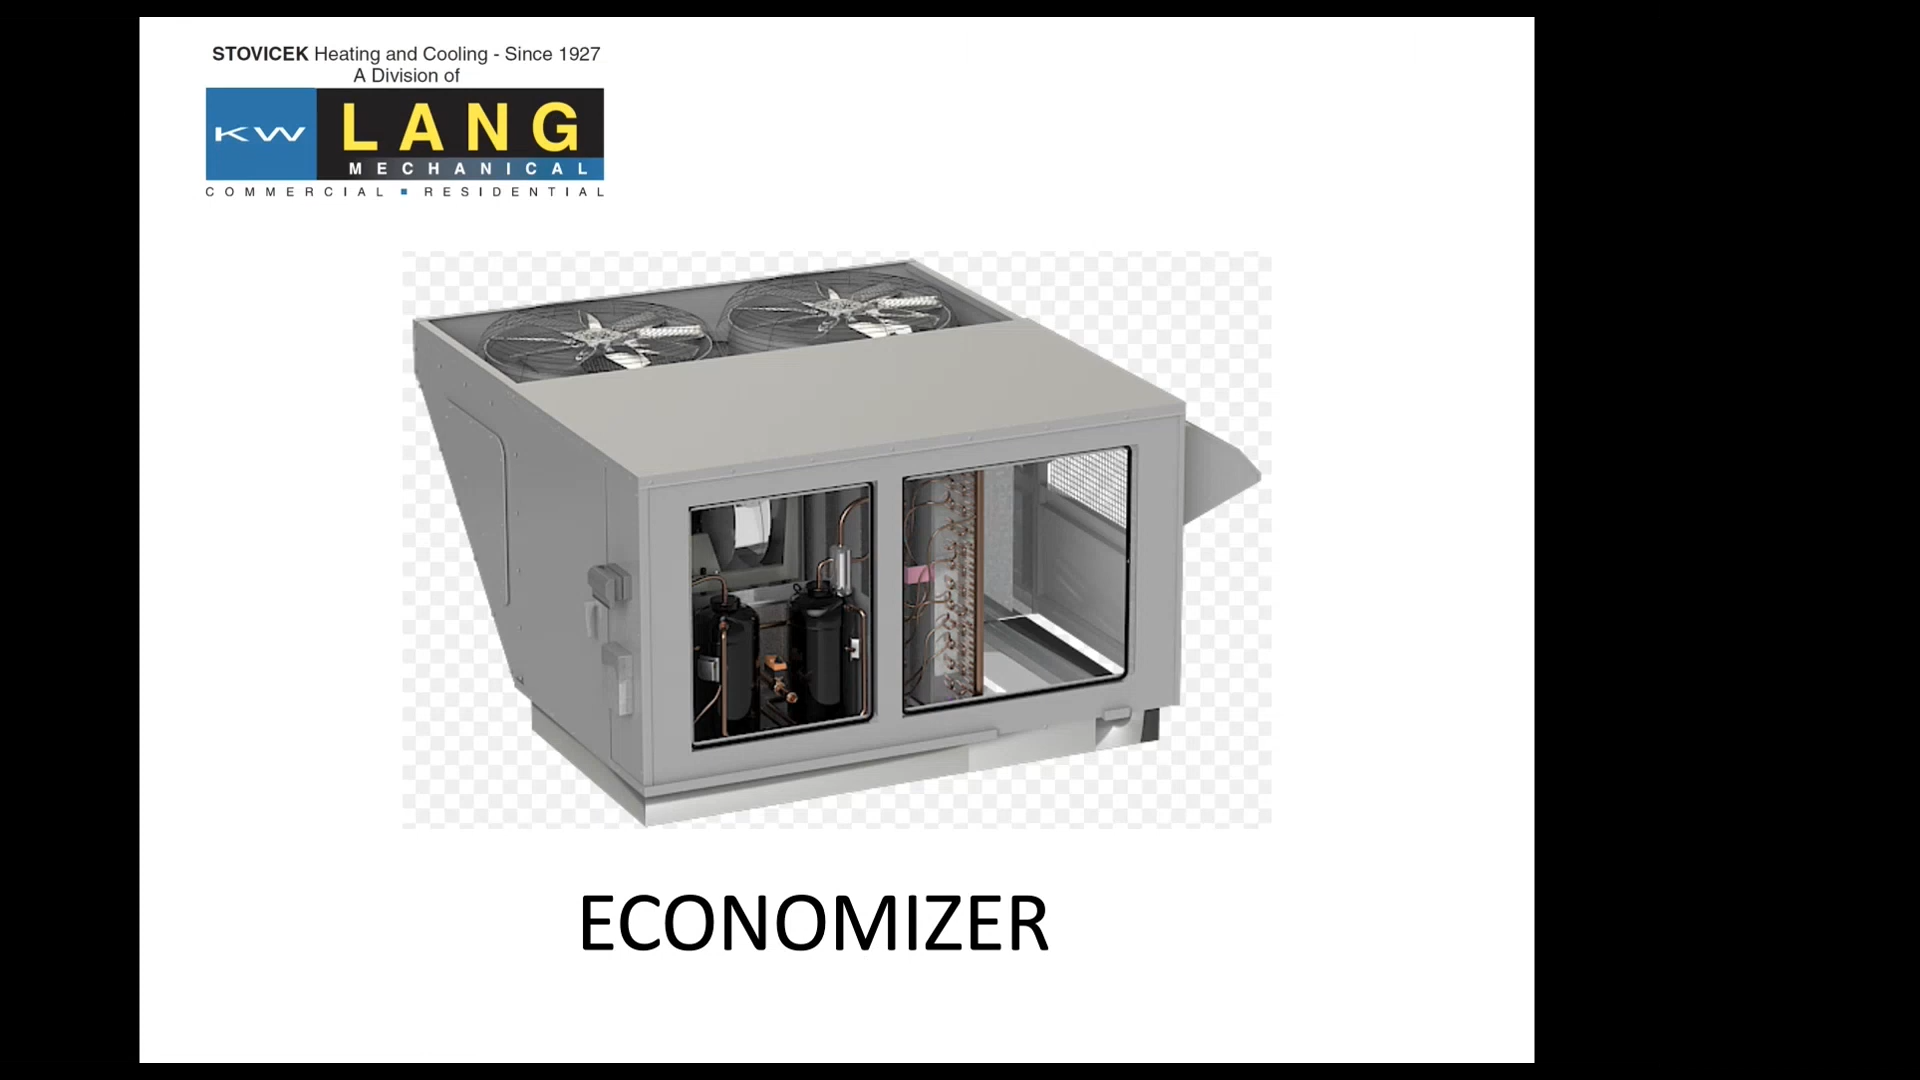 STOVICEK Heating and Cooling - Since 1927
A Division of
KW LANG
MECHANICAL
COMMERCIAL ▪ RESIDENTIAL
ECONOMIZER